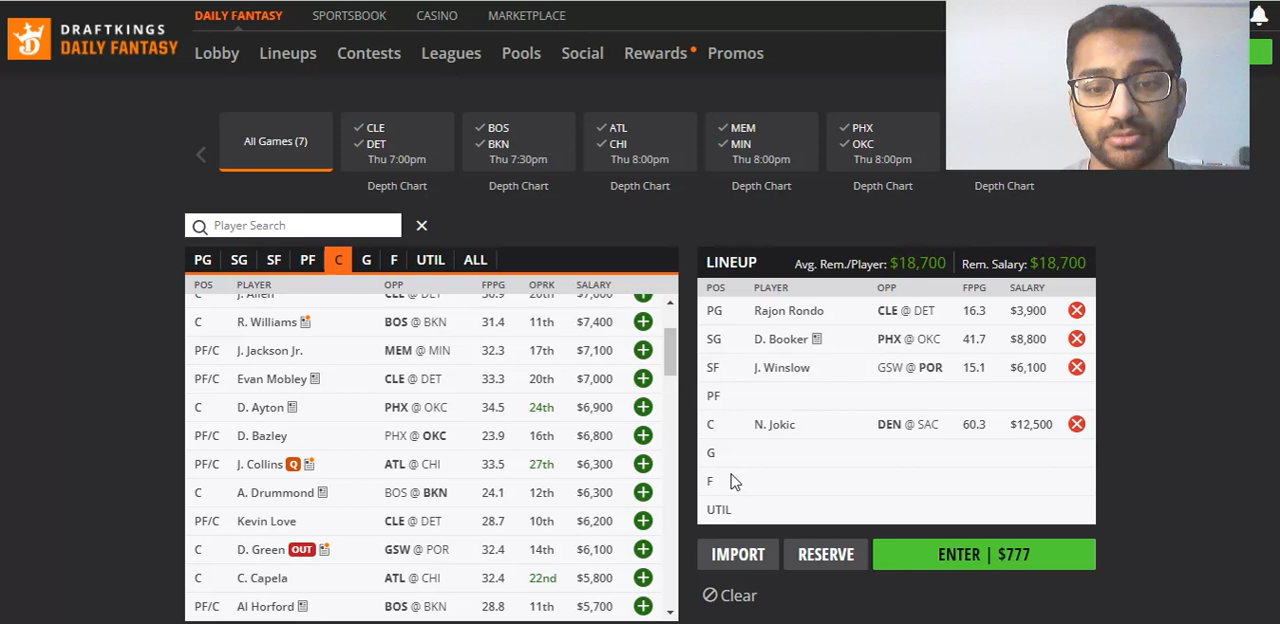 DRAFTKINGS
DAILY FANTASY
DAILY FANTASY SPORTSBOOK CASINO MARKETPLACE
Lobby Lineups Contests Leagues Pools Social Rewards Promos
All Games (7)
CLE
DET
Thu 7:00pm
BOS
BKN
Thu 7:30pm
ATL
CHI
Thu 8:00pm
MEM
MIN
Thu 8:00pm
PHX
OKC
Thu 8:00pm
Depth Chart Depth Chart Depth Chart Depth Chart Depth Chart Depth Chart
Player Search
PG SG SF PF C G F UTIL ALL
POS PLAYER OPP FPPG OPRK SALARY
C J. Allen CLE @ DET 36.9 20th
C R. Williams BOS @ BKN 31.4 11th $7,400
PF/C J. Jackson Jr. MEM @ MIN 32.3 17th $7,100
PF/C Evan Mobley CLE @ DET 33.3 20th $7,000
C D. Ayton PHX @ OKC 34.5 24th $6,900
PF/C D. Bazley PHX @ OKC 23.9 16th $6,800
PF/C J. Collins Q ATL @ CHI 33.5 27th $6,300
C A. Drummond BOS @ BKN 24.1 12th $6,300
PF/C Kevin Love CLE @ DET 28.7 10th $6,200
C D. Green OUT GSW @ POR 32.4 14th $6,100
C C. Capela ATL @ CHI 32.4 22nd $5,800
PF/C Al Horford BOS @ BKN 28.8 11th $5,700
LINEUP Avg. Rem./Player: $18,700 Rem. Salary: $18,700
POS PLAYER OPP FPPG SALARY
PG Rajon Rondo CLE @ DET 16.3 $3,900
SG D. Booker PHX @ OKC 41.7 $8,800
SF J. Winslow GSW @ POR 15.1 $6,100
PF
C N. Jokic DEN @ SAC 60.3 $12,500
G
F
UTIL
IMPORT RESERVE ENTER | $777
Clear